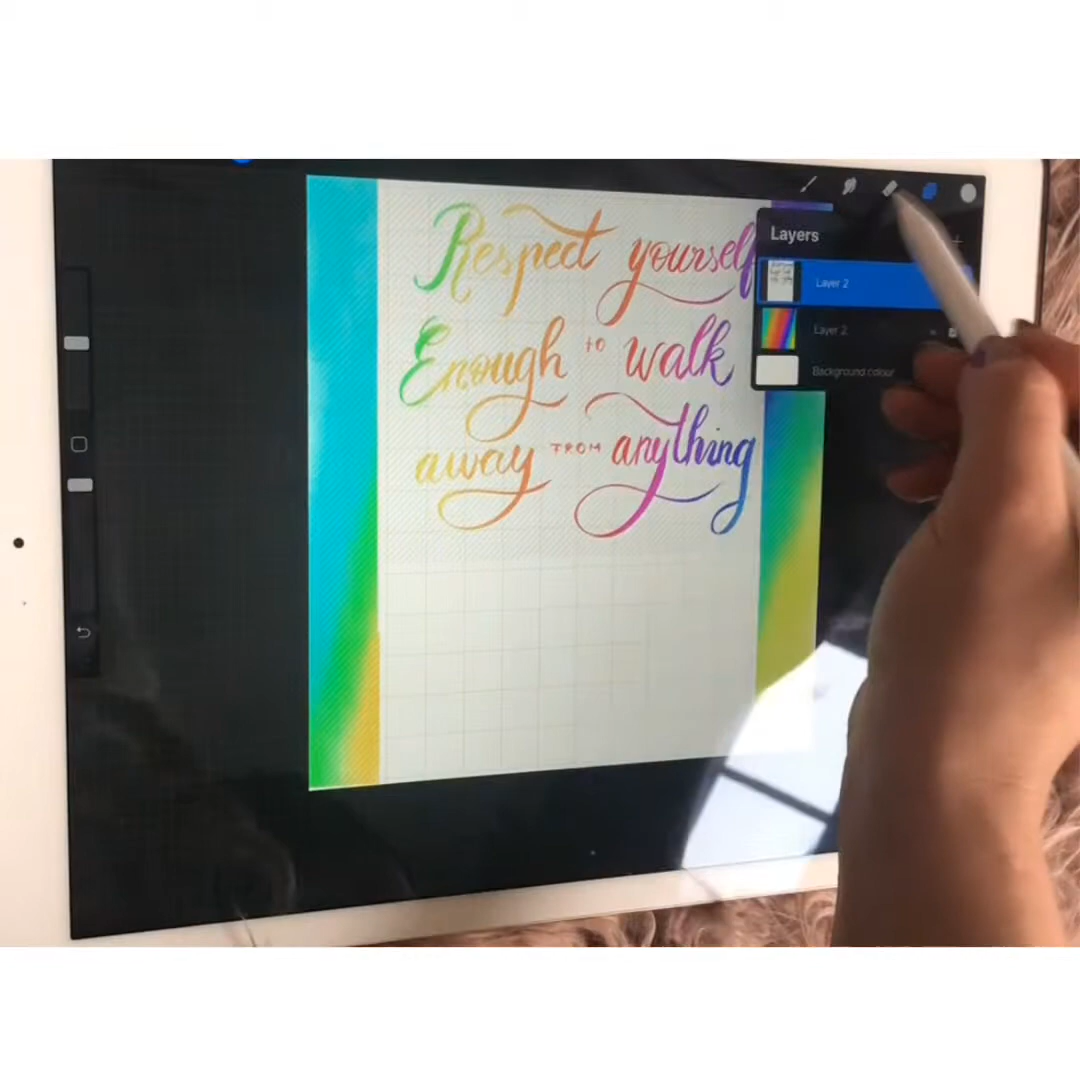 Respect yourself
Enough to walk
away FROM anything
Layers
Layer 2
Layer 2
Background colour